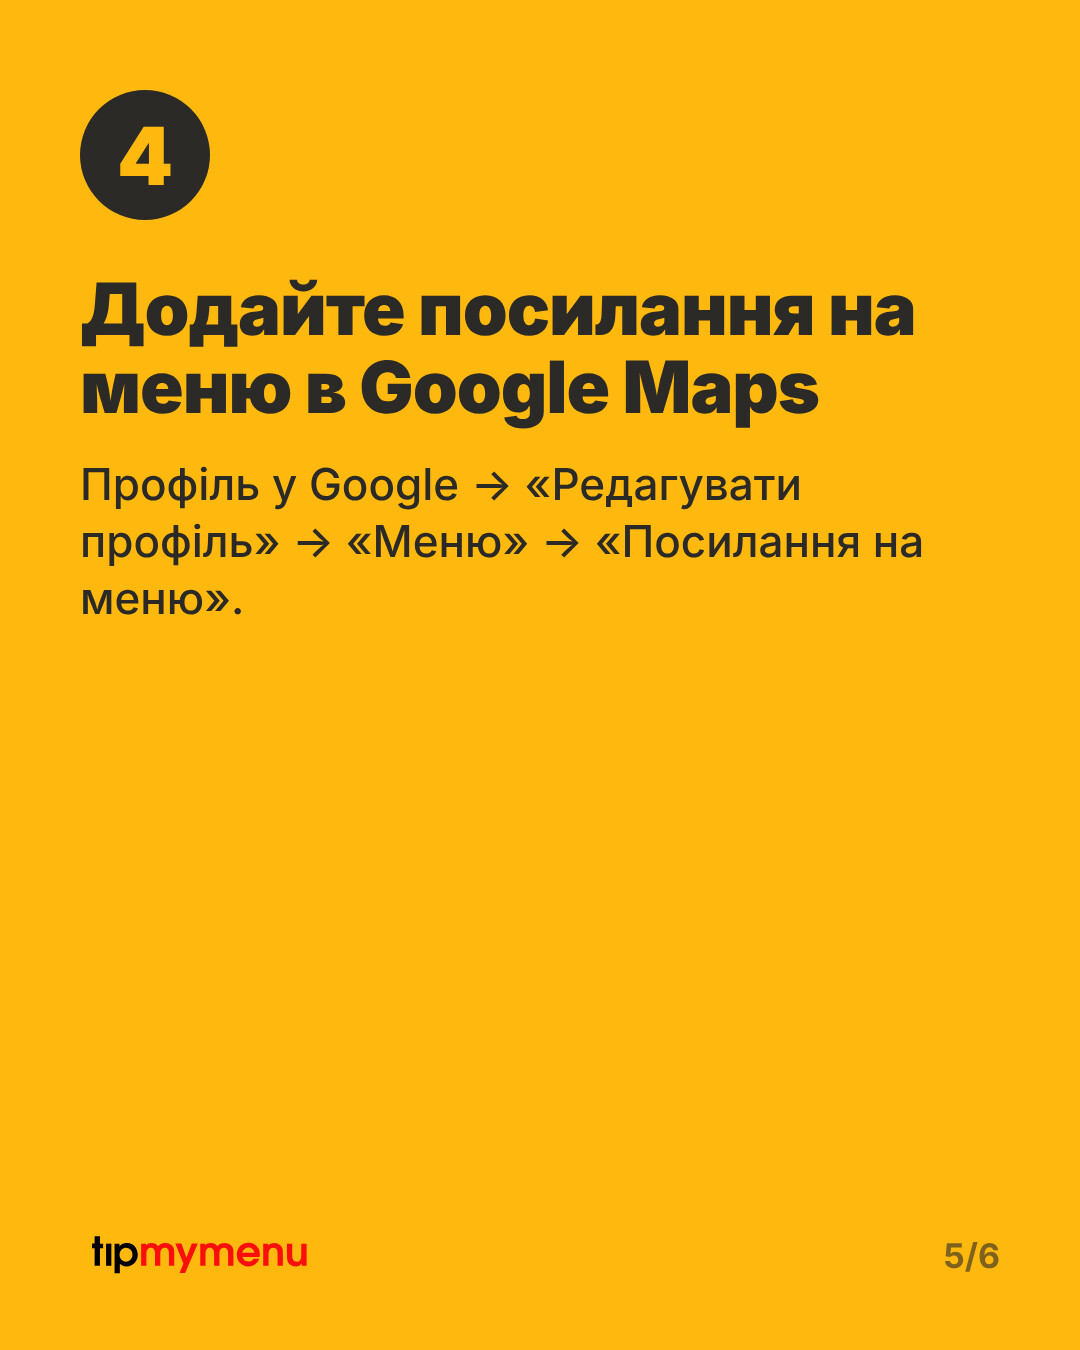 4
Додайте посилання на
меню в Google Maps
Профіль у Google → «Редагувати
профіль» → «Меню» → «Посилання на
меню».
tipmymenu
5/6